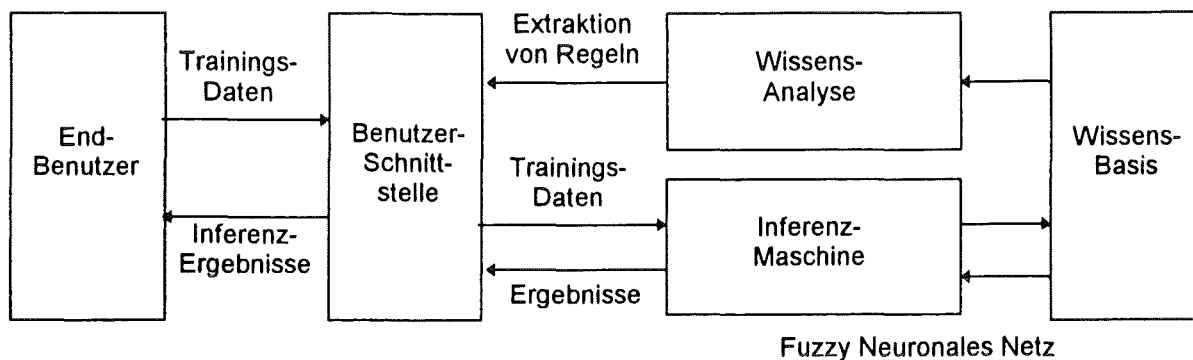 End-
Benutzer
Trainings-
Daten
Inferenz-
Ergebnisse
Benutzer-
Schnitt-
stelle
Extraktion
von Regeln
Trainings-
Daten
Ergebnisse
Wissens-
Analyse
Inferenz-
Maschine
Wissens-
Basis
Fuzzy Neuronales Netz